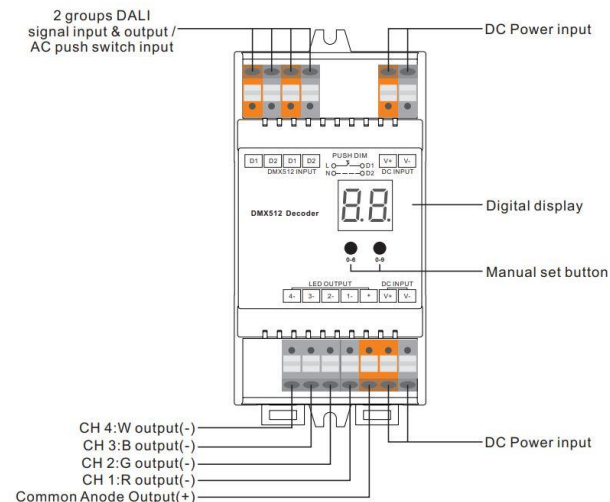 2 groups DALI
signal input & output /
AC push switch input
DC Power input
D1 D2 D1 D2
DMX512 INPUT
PUSH DIM
L D1
N D2
V+ V-
DC INPUT
DMX512 Decoder
88
Digital display
0-6 0-9
Manual set button
LED OUTPUT
DC INPUT
4- 3- 2- 1- + V+ V-
CH 4:W output(-)
CH 3:B output(-)
CH 2:G output(-)
CH 1:R output(-)
Common Anode Output(+)
DC Power input